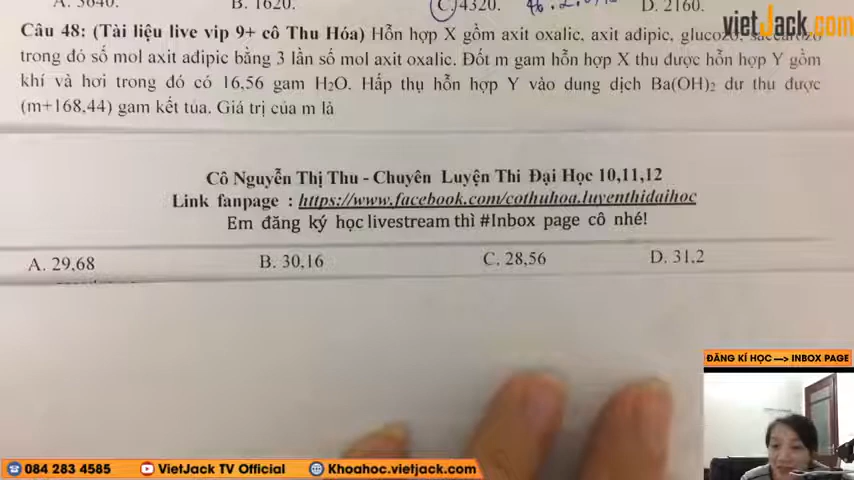 A. 3640.
B. 1620.
C. 4320.
D. 2160.
vietJack.com
Câu 48: (Tài liệu live vip 9+ cô Thu Hóa) Hỗn hợp X gồm axit oxalic, axit adipic, glucozơ, saccarozơ
trong đó số mol axit adipic bằng 3 lần số mol axit oxalic. Đốt m gam hỗn hợp X thu được hỗn hợp Y gồm
khí và hơi trong đó có 16,56 gam H₂O. Hấp thụ hỗn hợp Y vào dung dịch Ba(OH)₂ dư thu được
(m+168,44) gam kết tủa. Giá trị của m là
Cô Nguyễn Thị Thu - Chuyên Luyện Thi Đại Học 10,11,12
Link fanpage : https://www.facebook.com/cothuhoa.luyenthidaihoc
Em đăng ký học livestream thì #Inbox page cô nhé!
A. 29,68
B. 30,16
C. 28,56
D. 31,2
ĐĂNG KÍ HỌC —> INBOX PAGE
084 283 4585
VietJack TV Official
Khoahoc.vietjack.com